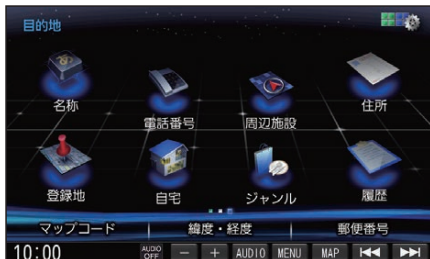 目的地
名称
電話番号
周辺施設
住所
登録地
自宅
ジャンル
履歴
マップコード
緯度・経度
郵便番号
10:00
AUDIO OFF
－ ＋ AUDIO MENU MAP